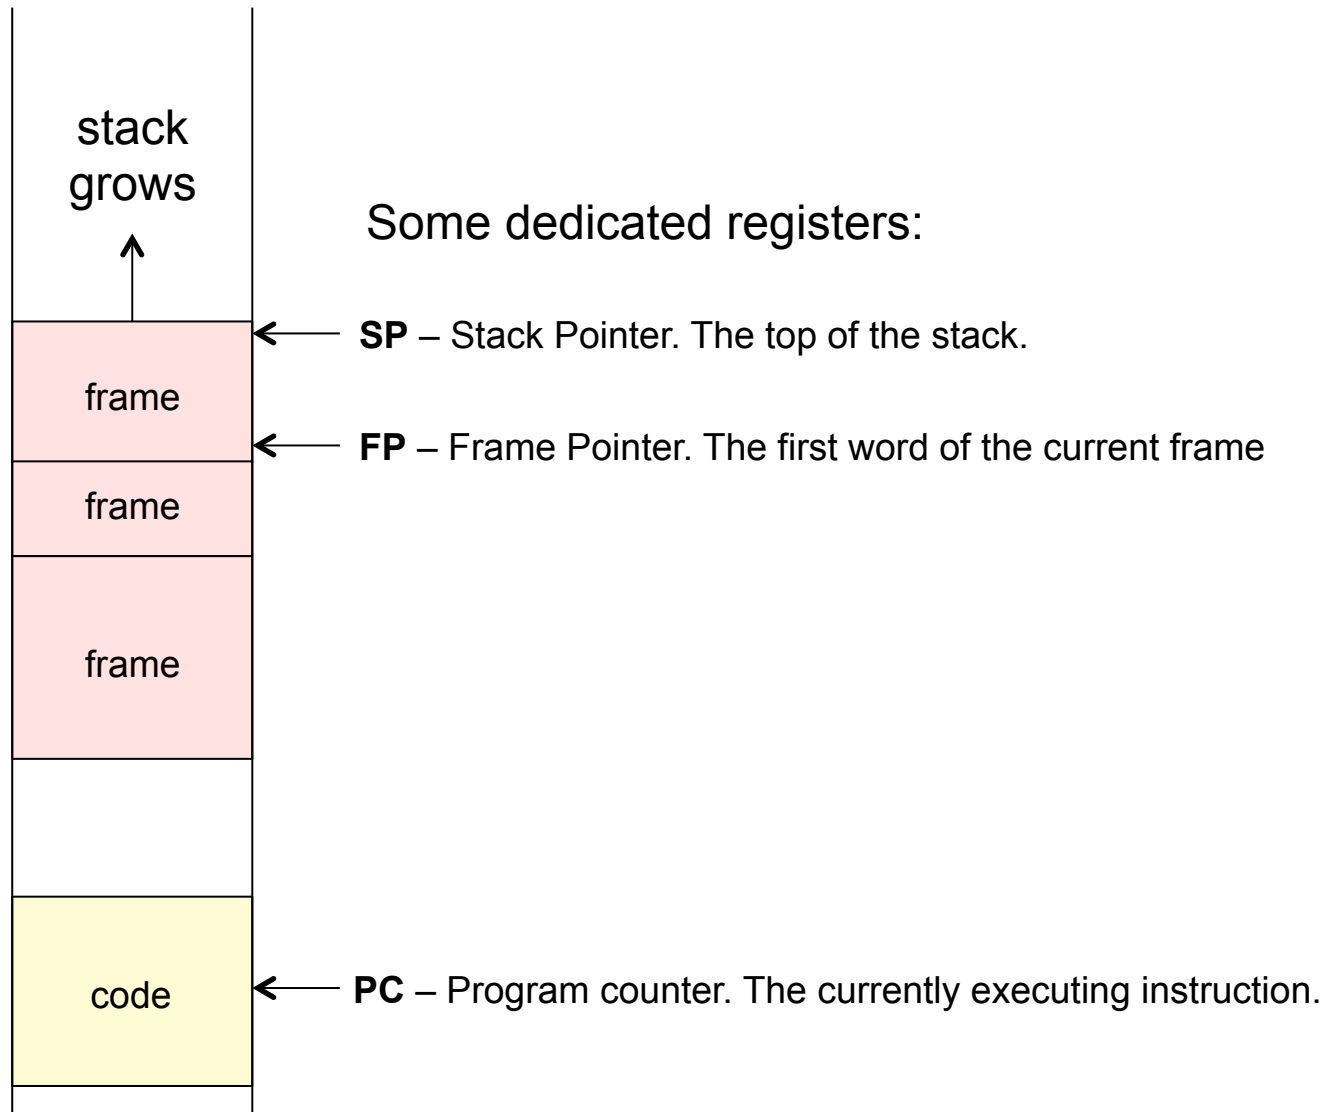 stack
grows
Some dedicated registers:
SP – Stack Pointer. The top of the stack.
frame
FP – Frame Pointer. The first word of the current frame
frame
frame
code
PC – Program counter. The currently executing instruction.